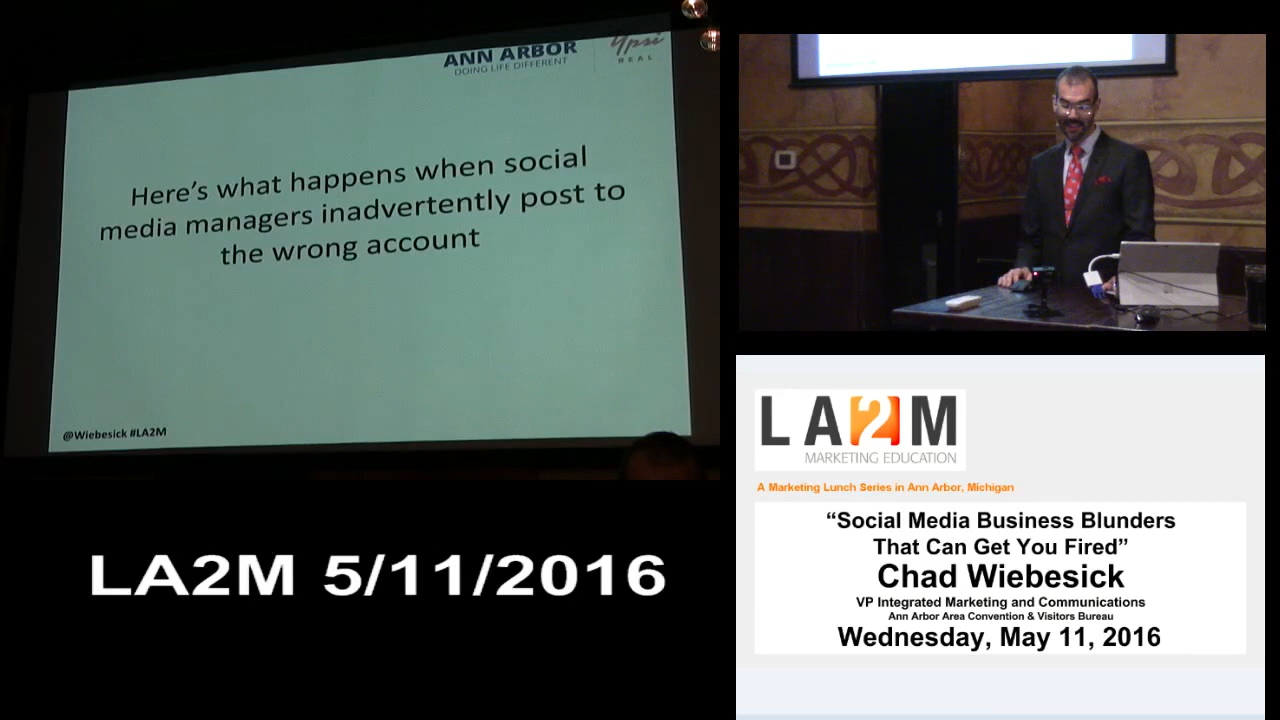 ANN ARBOR
DOING LIFE DIFFERENT
Ypsi
REAL
Here's what happens when social
media managers inadvertently post to
the wrong account
@Wiebesick #LA2M
LA2M 5/11/2016
LA2M
MARKETING EDUCATION
A Marketing Lunch Series in Ann Arbor, Michigan
“Social Media Business Blunders
That Can Get You Fired”
Chad Wiebesick
VP Integrated Marketing and Communications
Ann Arbor Area Convention & Visitors Bureau
Wednesday, May 11, 2016